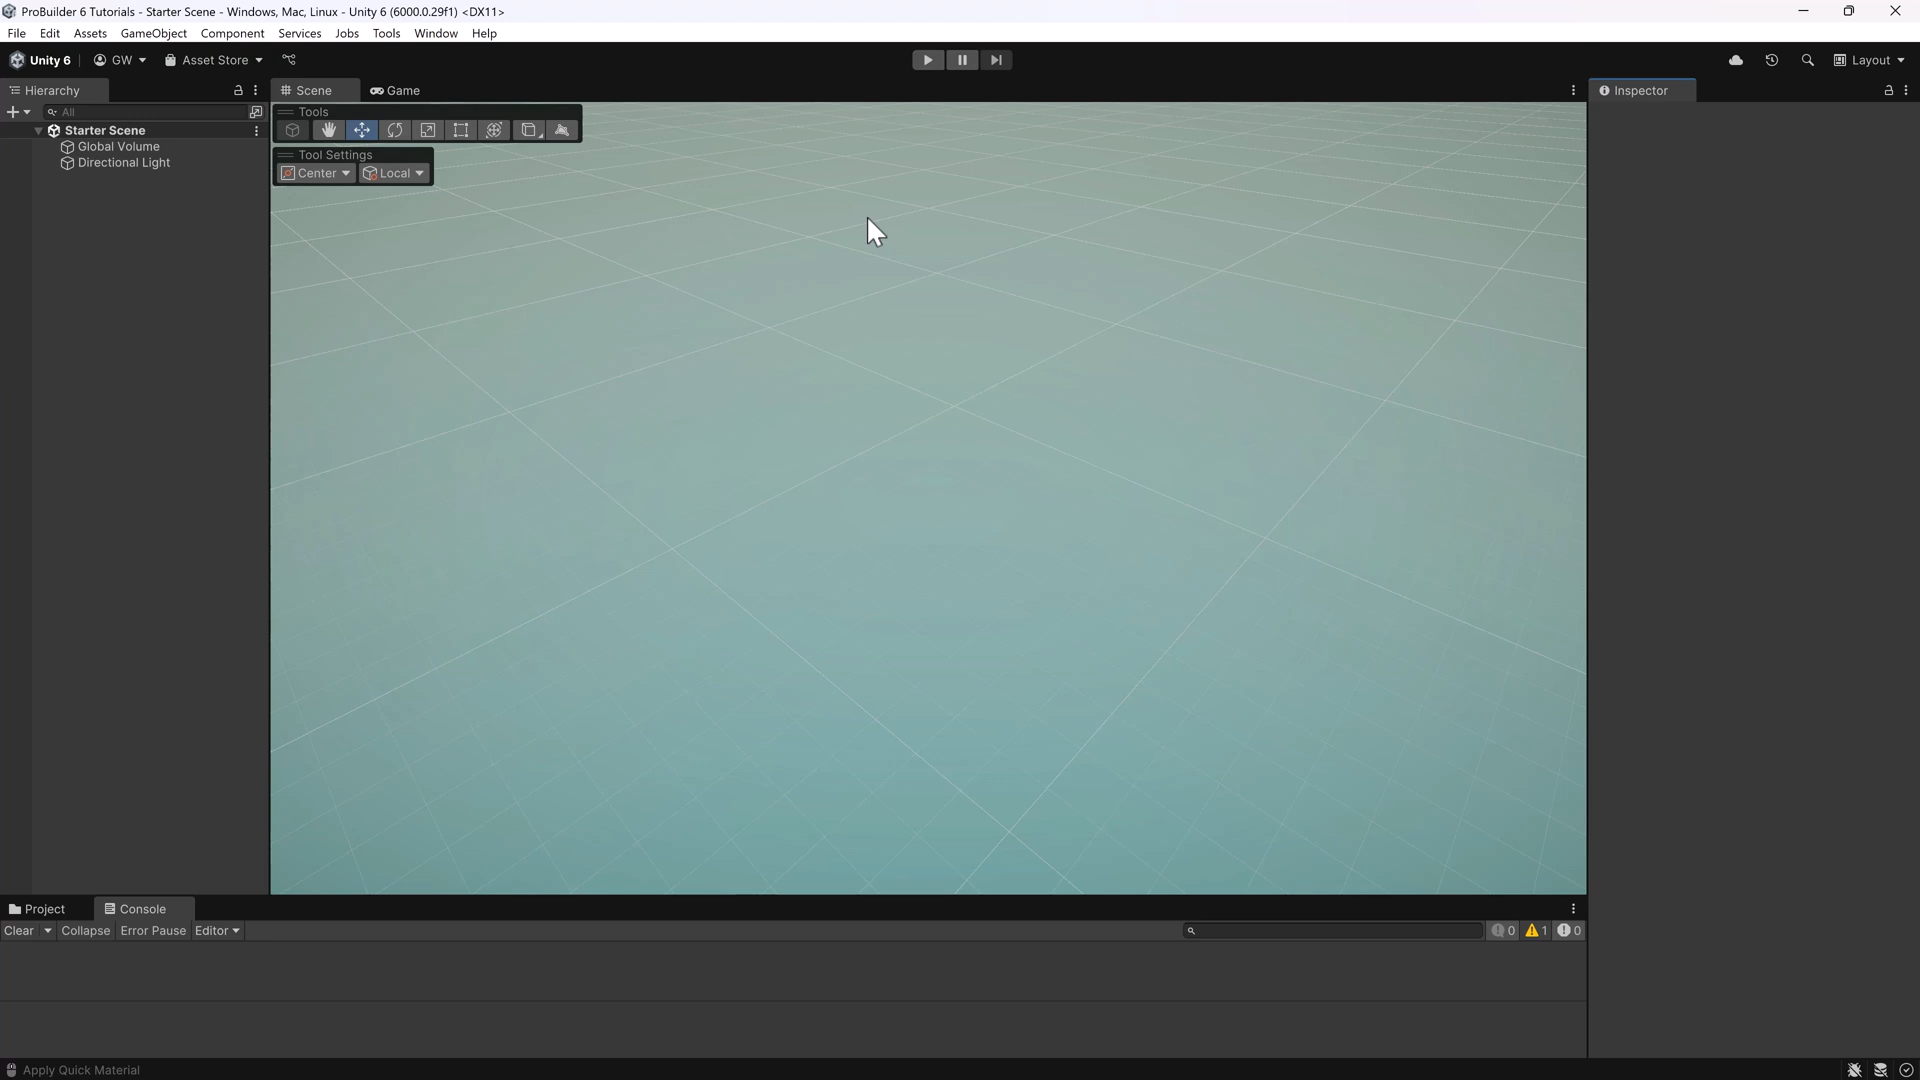 ProBuilder 6 Tutorials - Starter Scene - Windows, Mac, Linux - Unity 6 (6000.0.29f1) <DX11>
File Edit Assets GameObject Component Services Jobs Tools Window Help
Unity 6 GW Asset Store Layout
Hierarchy Scene Game Inspector
All
Tools
Starter Scene
Global Volume
Directional Light
Tool Settings
Center Local
Project Console
Clear Collapse Error Pause Editor 0 1 0
Apply Quick Material